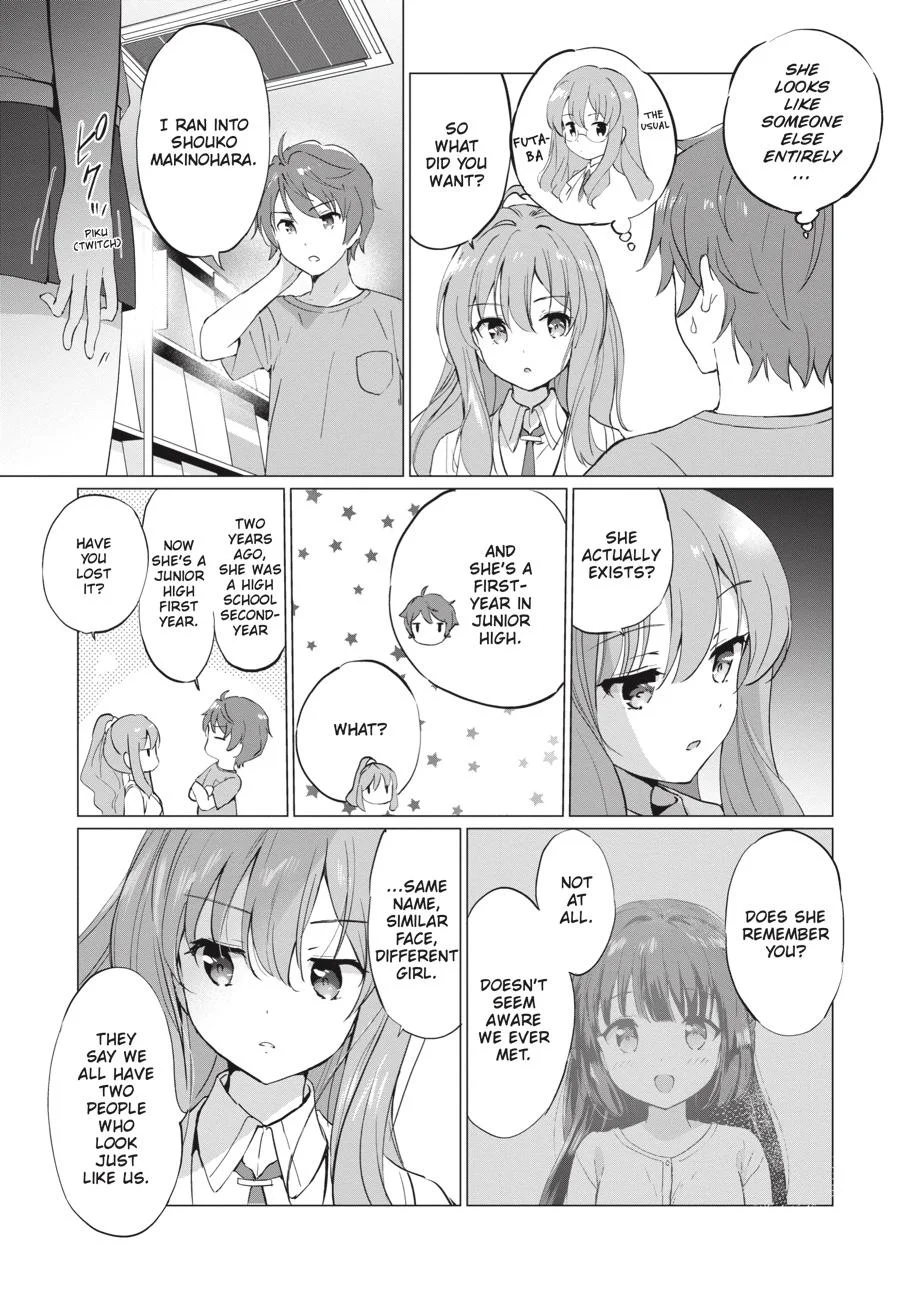 SHE
LOOKS
LIKE
SOMEONE
ELSE
ENTIRELY
...
THE
USUAL
FUTA-
BA
SO
WHAT
DID YOU
WANT?
I RAN INTO
SHOUKO
MAKINOHARA.
ピクッ
PIKU
(TWITCH)
SHE
ACTUALLY
EXISTS?
AND
SHE'S A
FIRST-
YEAR IN
JUNIOR
HIGH.
WHAT?
TWO
YEARS
AGO,
SHE WAS
A HIGH
SCHOOL
SECOND-
YEAR
NOW
SHE'S A
JUNIOR
HIGH
FIRST
YEAR.
HAVE
YOU
LOST
IT?
DOES SHE
REMEMBER
YOU?
NOT
AT
ALL.
DOESN'T
SEEM
AWARE
WE EVER
MET.
...SAME
NAME,
SIMILAR
FACE,
DIFFERENT
GIRL.
THEY
SAY WE
ALL HAVE
TWO
PEOPLE
WHO
LOOK
JUST
LIKE US.